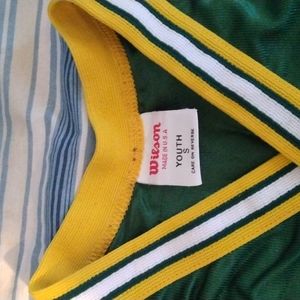 Wilson
MADE IN U.S.A
YOUTH
S
CARE ON REVERSE